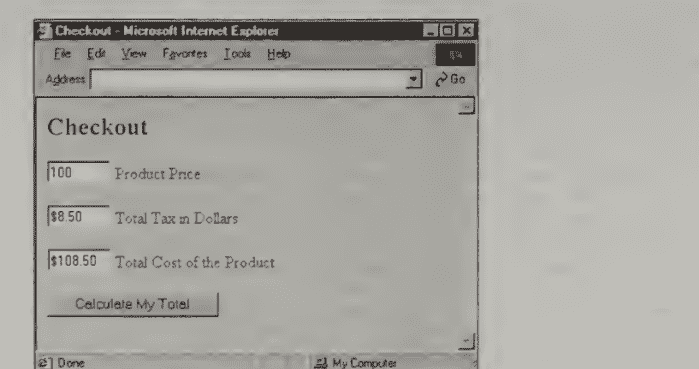 Checkout - Microsoft Internet Explorer
File Edit View Favorites Tools Help
Address Go
Checkout
100 Product Price
$8.50 Total Tax in Dollars
$108.50 Total Cost of the Product
Calculate My Total
Done My Computer